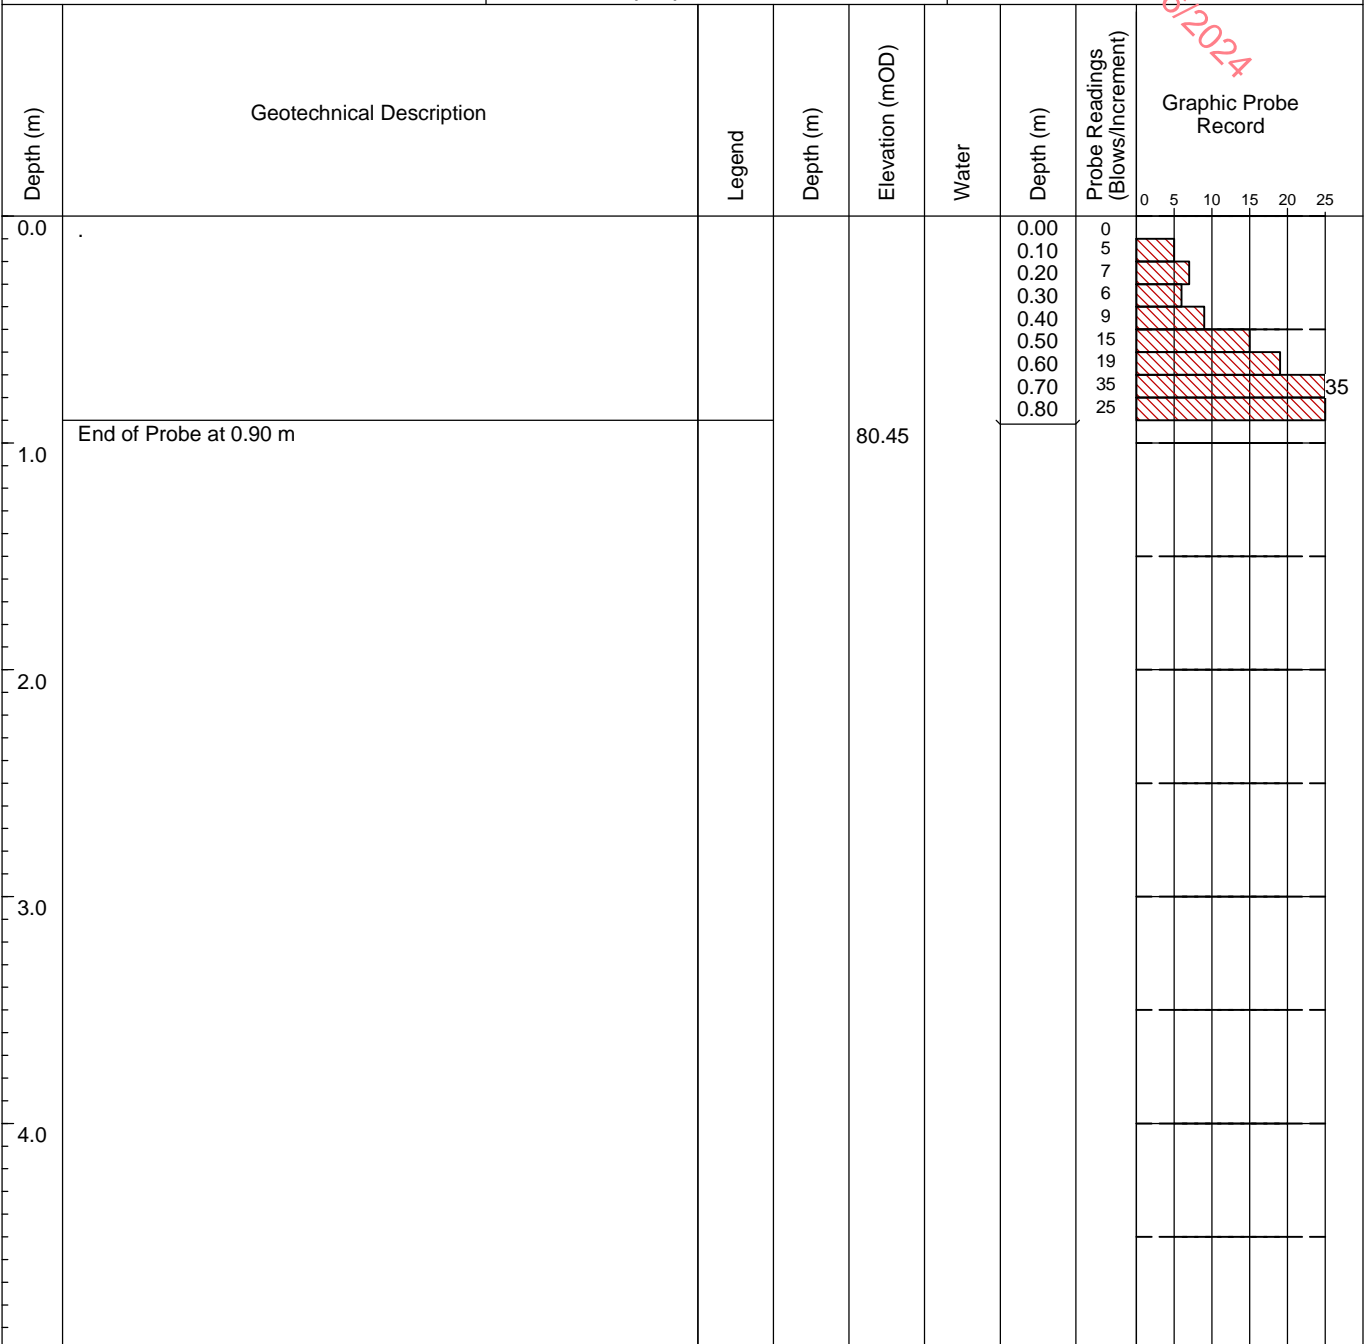 /2024
Depth (m)
Geotechnical Description
Legend
Depth (m)
Elevation (mOD)
Water
Depth (m)
Probe Readings
(Blows/Increment)
Graphic Probe
Record
0 5 10 15 20 25
0.0 . 0.00 0
0.10 5
0.20 7
0.30 6
0.40 9
0.50 15
0.60 19
0.70 35 35
0.80 25
End of Probe at 0.90 m 80.45
1.0
2.0
3.0
4.0